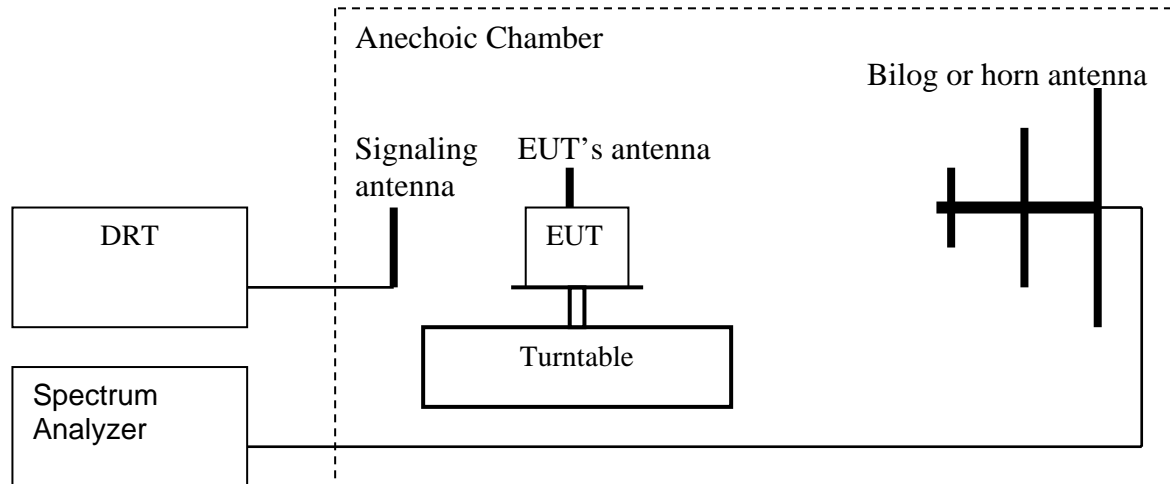 Anechoic Chamber
Bilog or horn antenna
Signaling
antenna
EUT’s antenna
DRT
EUT
Turntable
Spectrum
Analyzer